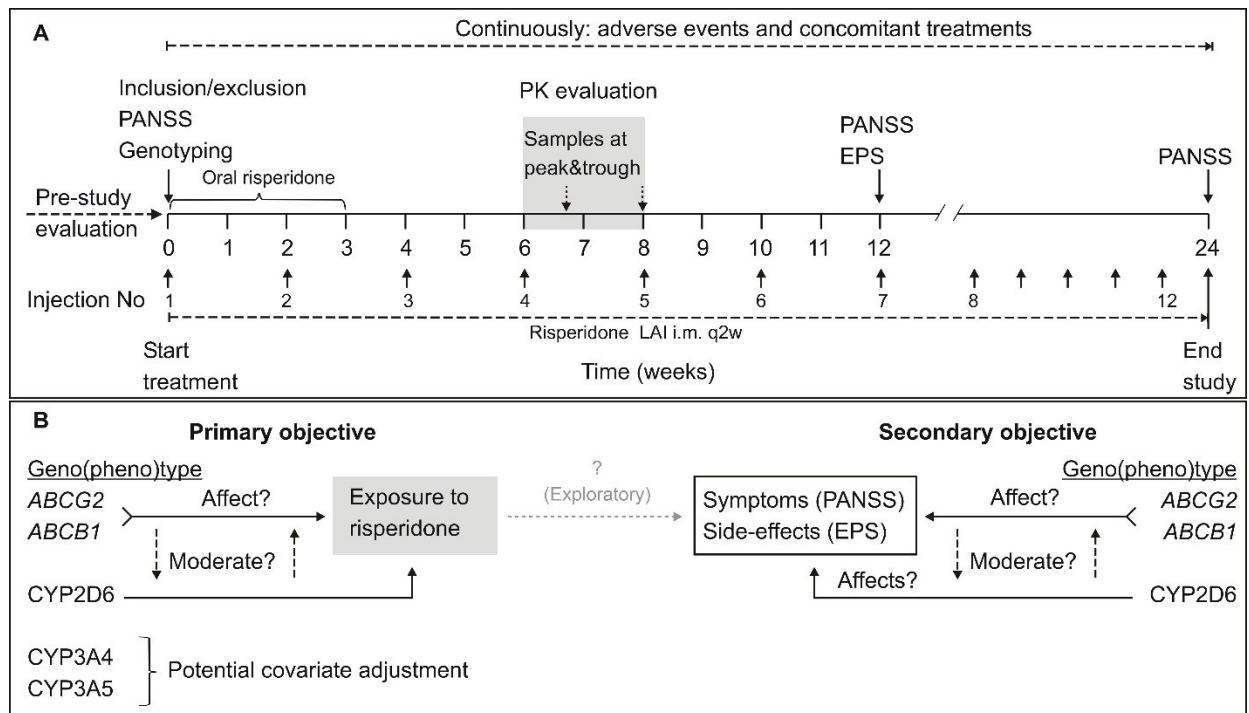 A
Continuously: adverse events and concomitant treatments
Inclusion/exclusion
PANSS
Genotyping
Oral risperidone
PK evaluation
Samples at
peak&trough
PANSS
EPS
PANSS
Pre-study
evaluation
0 1 2 3 4 5 6 7 8 9 10 11 12 24
Injection No 1 2 3 4 5 6 7 8 12
Risperidone LAI i.m. q2w
Start
treatment
Time (weeks)
End
study
B
Primary objective
Geno(pheno)type
ABCG2
ABCB1
Affect?
Exposure to
risperidone
Moderate?
CYP2D6
CYP3A4
CYP3A5
Potential covariate adjustment
?
(Exploratory)
Secondary objective
Symptoms (PANSS)
Side-effects (EPS)
Geno(pheno)type
Affect?
ABCG2
ABCB1
Moderate?
Affects?
CYP2D6